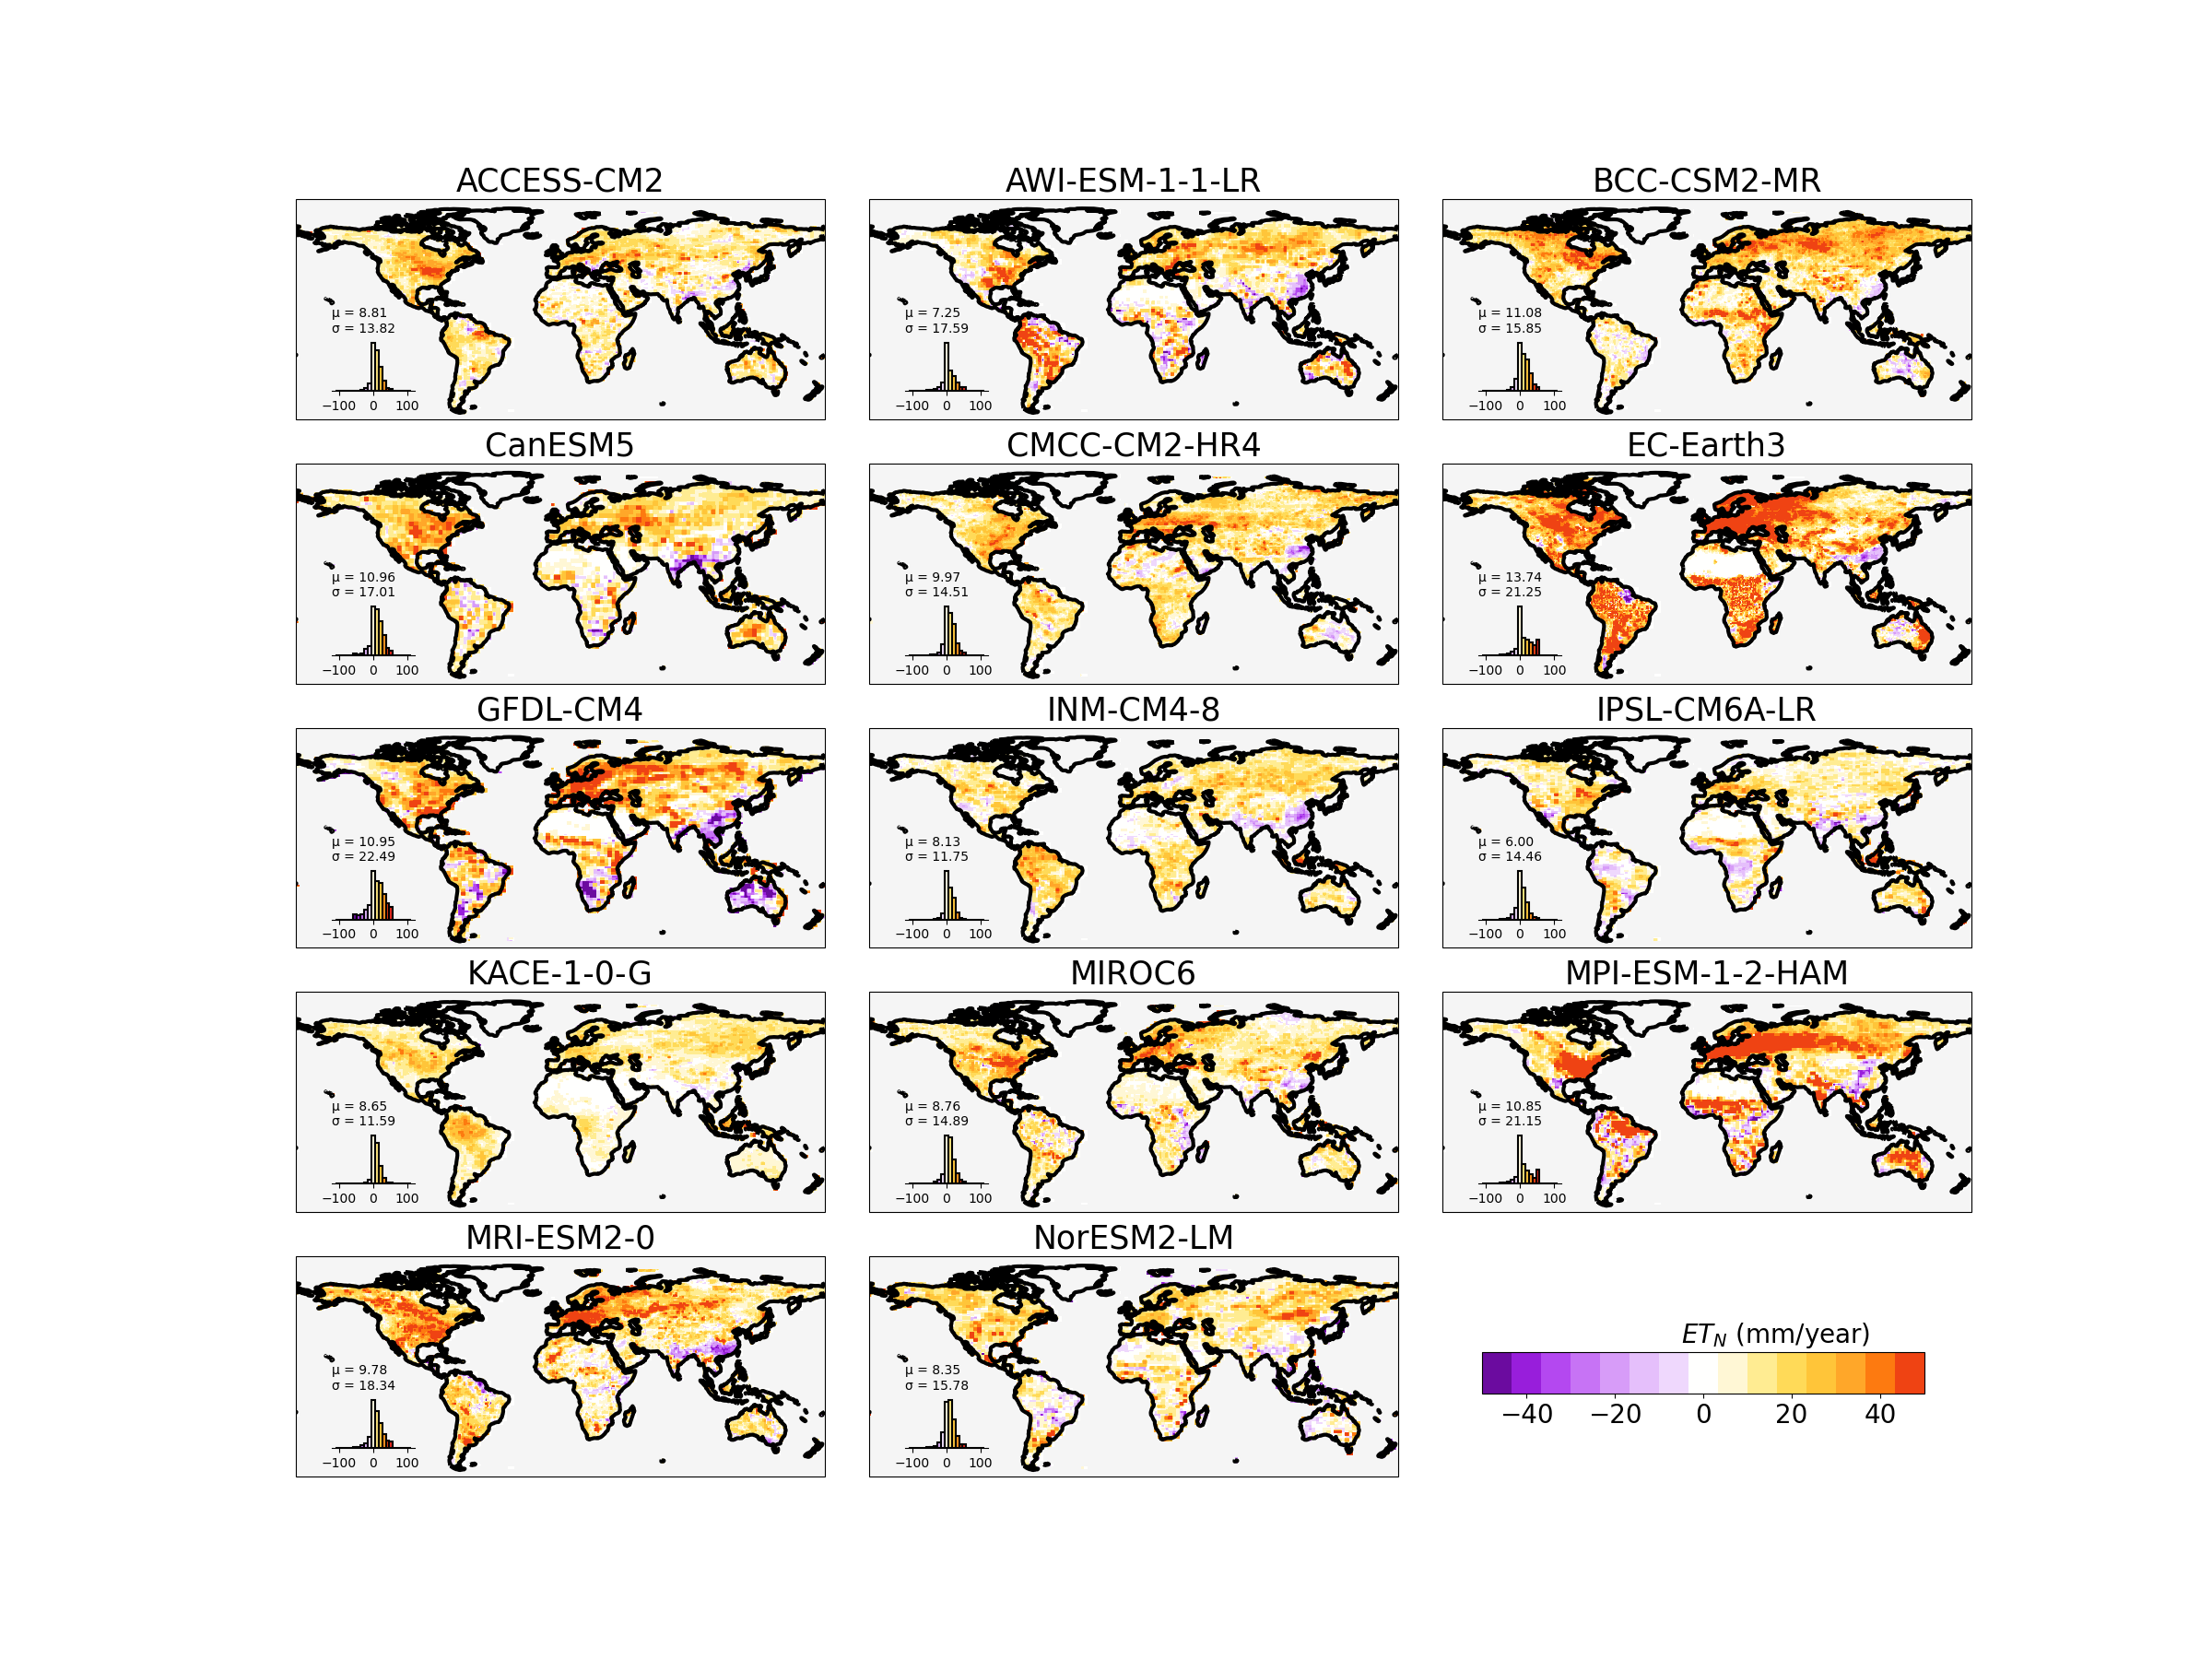 ACCESS-CM2
μ = 8.81
σ = 13.82
−100 0 100
AWI-ESM-1-1-LR
μ = 7.25
σ = 17.59
−100 0 100
BCC-CSM2-MR
μ = 11.08
σ = 15.85
−100 0 100
CanESM5
μ = 10.96
σ = 17.01
−100 0 100
CMCC-CM2-HR4
μ = 9.97
σ = 14.51
−100 0 100
EC-Earth3
μ = 13.74
σ = 21.25
−100 0 100
GFDL-CM4
μ = 10.95
σ = 22.49
−100 0 100
INM-CM4-8
μ = 8.13
σ = 11.75
−100 0 100
IPSL-CM6A-LR
μ = 6.00
σ = 14.46
−100 0 100
KACE-1-0-G
μ = 8.65
σ = 11.59
−100 0 100
MIROC6
μ = 8.76
σ = 14.89
−100 0 100
MPI-ESM-1-2-HAM
μ = 10.85
σ = 21.15
−100 0 100
MRI-ESM2-0
μ = 9.78
σ = 18.34
−100 0 100
NorESM2-LM
μ = 8.35
σ = 15.78
−100 0 100
ET_N (mm/year)
−40 −20 0 20 40